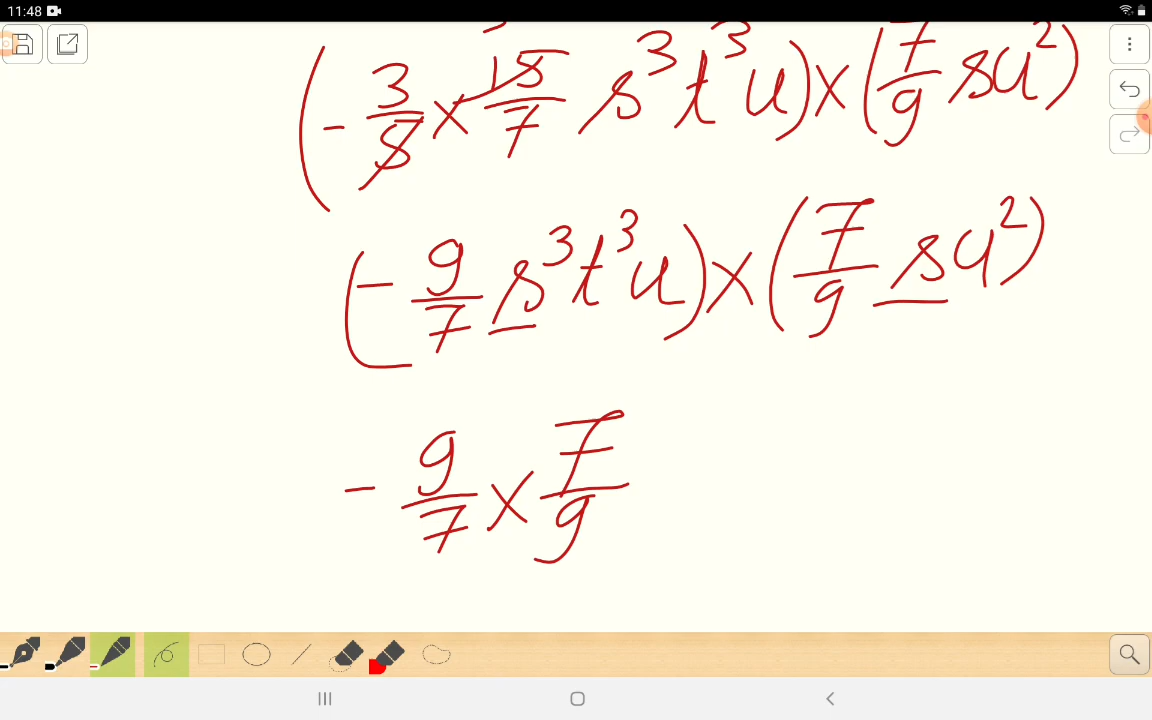 11:48
(- 3/5 × 15/7 s³t³u) × (7/9 su²)
(- 9/7 s³t³u) × (7/9 su²)
- 9/7 × 7/9